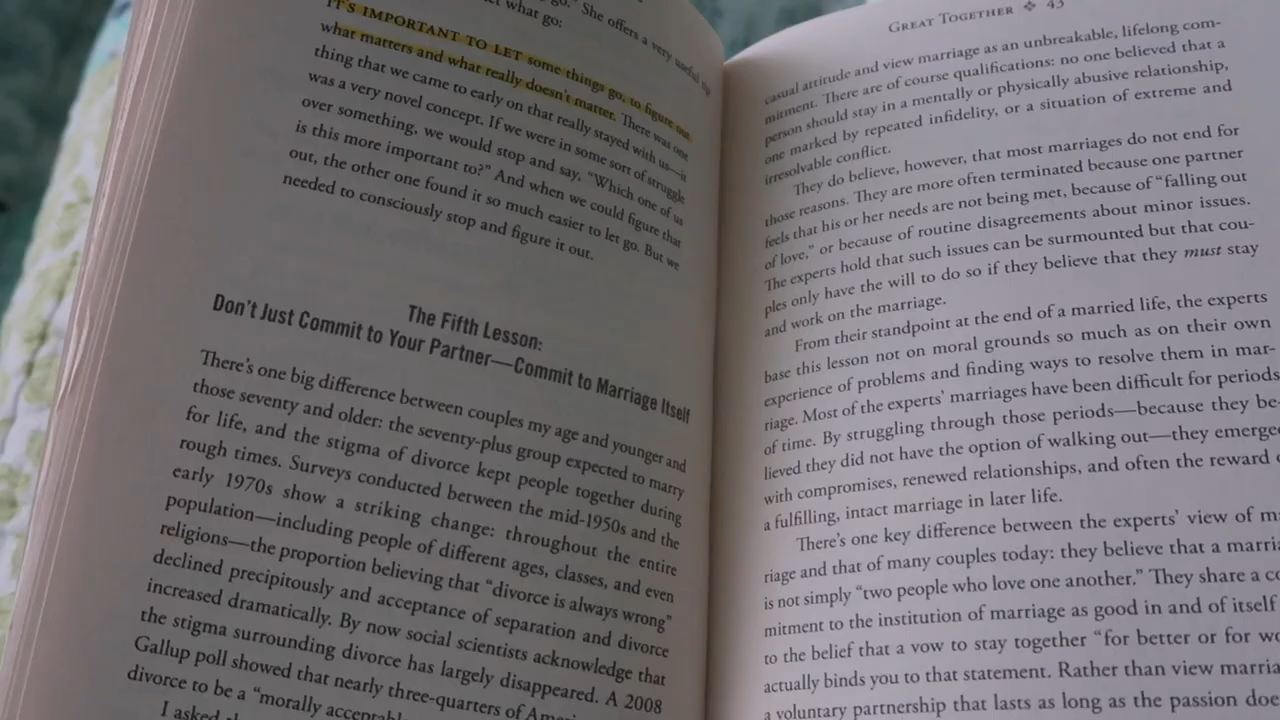 go." She offers a very useful
let what go:
IT'S IMPORTANT TO LET some things go, to figure out
what matters and what really doesn't matter. There was one
thing that we came to early on that really stayed with us—it
was a very novel concept. If we were in some sort of struggle
over something, we would stop and say, "Which one of us
is this more important to?" And when we could figure that
out, the other one found it so much easier to let go. But we
needed to consciously stop and figure it out.
The Fifth Lesson:
Don't Just Commit to Your Partner—Commit to Marriage Itself
There's one big difference between couples my age and younger and
those seventy and older: the seventy-plus group expected to marry
for life, and the stigma of divorce kept people together during
rough times. Surveys conducted between the mid-1950s and the
early 1970s show a striking change: throughout the entire
population—including people of different ages, classes, and even
religions—the proportion believing that "divorce is always wrong"
declined precipitously and acceptance of separation and divorce
increased dramatically. By now social scientists acknowledge that
the stigma surrounding divorce has largely disappeared. A 2008
Gallup poll showed that nearly three-quarters of
divorce to be a "morally
I asked
GREAT TOGETHER ❖ 43
casual attitude and view marriage as an unbreakable, lifelong com-
mitment. There are of course qualifications: no one believed that a
person should stay in a mentally or physically abusive relationship,
one marked by repeated infidelity, or a situation of extreme and
irresolvable conflict.
They do believe, however, that most marriages do not end for
those reasons. They are more often terminated because one partner
feels that his or her needs are not being met, because of "falling out
of love," or because of routine disagreements about minor issues.
The experts hold that such issues can be surmounted but that cou-
ples only have the will to do so if they believe that they must stay
and work on the marriage.
From their standpoint at the end of a married life, the experts
base this lesson not on moral grounds so much as on their own
experience of problems and finding ways to resolve them in mar-
riage. Most of the experts' marriages have been difficult for periods
of time. By struggling through those periods—because they be-
lieved they did not have the option of walking out—they emerge
with compromises, renewed relationships, and often the reward
a fulfilling, intact marriage in later life.
There's one key difference between the experts' view of
riage and that of many couples today: they believe that a
is not simply "two people who love one another." They share a
mitment to the institution of marriage as good in and of itself
to the belief that a vow to stay together "for better or for
actually binds you to that statement. Rather than view
a voluntary partnership that lasts as long as the passion